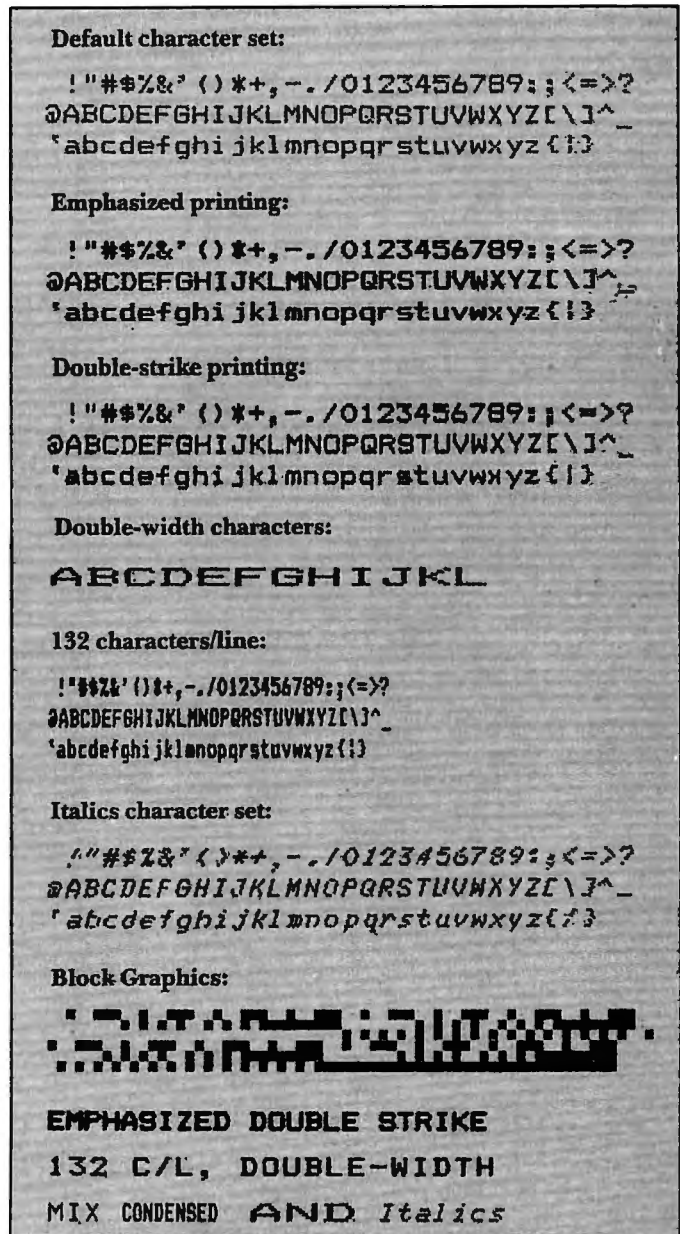 Default character set:
!"#$%&'()*+,-./0123456789:;<=>?
@ABCDEFGHIJKLMNOPQRSTUVWXYZ[\]^_
`abcdefghijklmnopqrstuvwxyz{|}
Emphasized printing:
!"#$%&'()*+,-./0123456789:;<=>?
@ABCDEFGHIJKLMNOPQRSTUVWXYZ[\]^_
`abcdefghijklmnopqrstuvwxyz{|}
Double-strike printing:
!"#$%&'()*+,-./0123456789:;<=>?
@ABCDEFGHIJKLMNOPQRSTUVWXYZ[\]^_
`abcdefghijklmnopqrstuvwxyz{|}
Double-width characters:
ABCDEFGHIJKL
132 characters/line:
!"#$%&'()*+,-./0123456789:;<=>?
@ABCDEFGHIJKLMNOPQRSTUVWXYZ[\]^_
`abcdefghijklmnopqrstuvwxyz{|}
Italics character set:
!"#$%&'()*+,-./0123456789:;<=>?
@ABCDEFGHIJKLMNOPQRSTUVWXYZ[\]^_
`abcdefghijklmnopqrstuvwxyz{|}
Block Graphics:
EMPHASIZED DOUBLE STRIKE
132 C/L, DOUBLE-WIDTH
MIX CONDENSED AND Italics